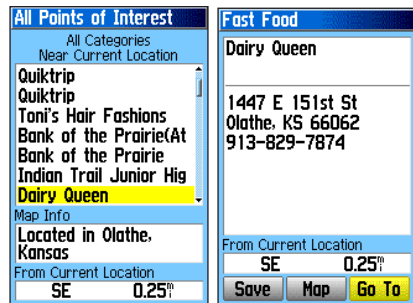 All Points of Interest
All Categories
Near Current Location
Quiktrip
Quiktrip
Toni's Hair Fashions
Bank of the Prairie(At
Bank of the Prairie
Indian Trail Junior Hig
Dairy Queen
Map Info
Located in Olathe,
Kansas
From Current Location
SE 0.25m
Fast Food
Dairy Queen
1447 E 151st St
Olathe, KS 66062
913-829-7874
From Current Location
SE 0.25m
Save Map Go To